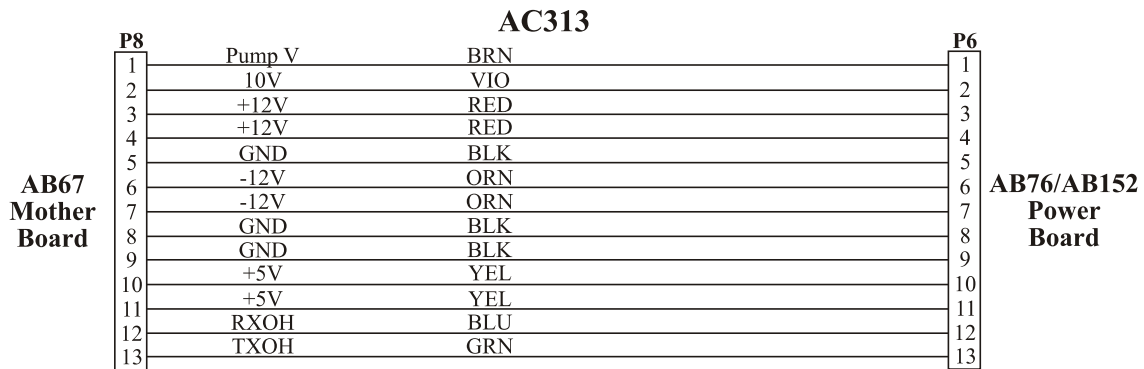 AC313
P8 P6
1 Pump V BRN 1
2 10V VIO 2
3 +12V RED 3
4 +12V RED 4
5 GND BLK 5
6 -12V ORN 6
7 -12V ORN 7
8 GND BLK 8
9 GND BLK 9
10 +5V YEL 10
11 +5V YEL 11
12 RXOH BLU 12
13 TXOH GRN 13
AB67
Mother
Board
AB76/AB152
Power
Board